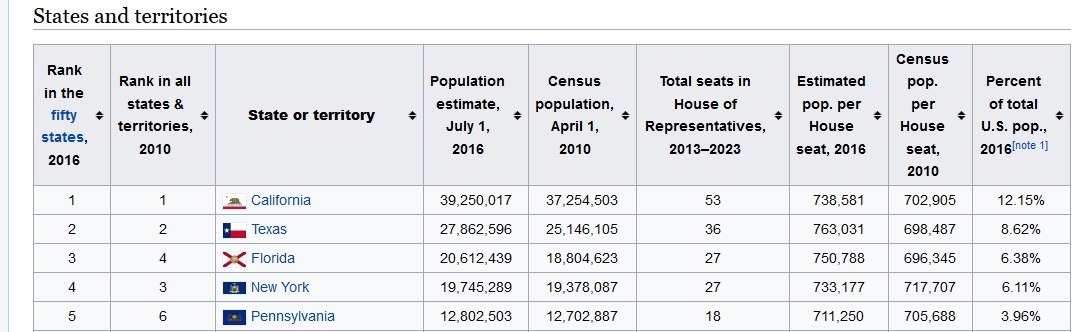 States and territories
Rank in the fifty states, 2016 Rank in all states & territories, 2010 State or territory Population estimate, July 1, 2016 Census population, April 1, 2010 Total seats in House of Representatives, 2013–2023 Estimated pop. per House seat, 2016 Census pop. per House seat, 2010 Percent of total U.S. pop., 2016[note 1]
1 1 California 39,250,017 37,254,503 53 738,581 702,905 12.15%
2 2 Texas 27,862,596 25,146,105 36 763,031 698,487 8.62%
3 4 Florida 20,612,439 18,804,623 27 750,788 696,345 6.38%
4 3 New York 19,745,289 19,378,087 27 733,177 717,707 6.11%
5 6 Pennsylvania 12,802,503 12,702,887 18 711,250 705,688 3.96%